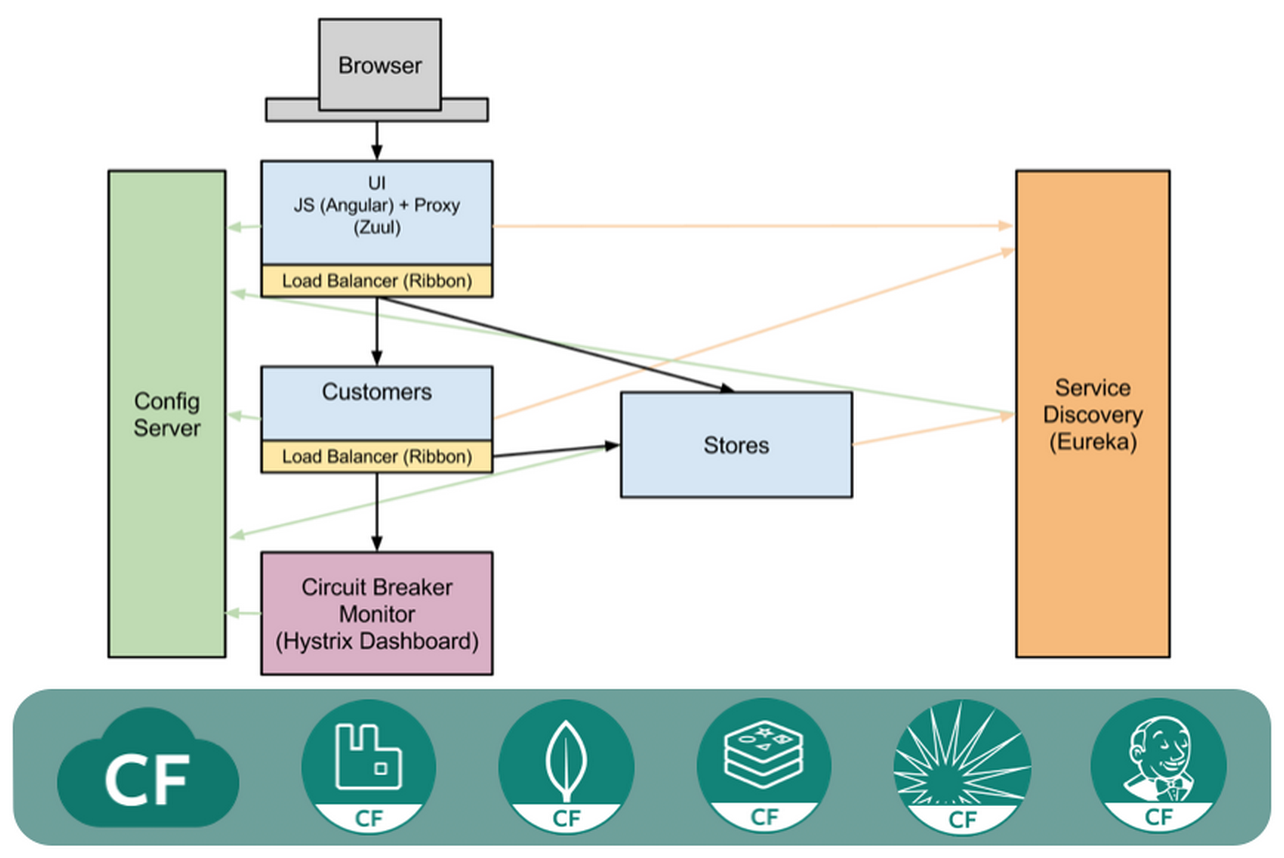 Browser
UI
JS (Angular) + Proxy
(Zuul)
Load Balancer (Ribbon)
Config
Server
Customers
Load Balancer (Ribbon)
Stores
Service
Discovery
(Eureka)
Circuit Breaker
Monitor
(Hystrix Dashboard)
CF
CF
CF
CF
CF
CF